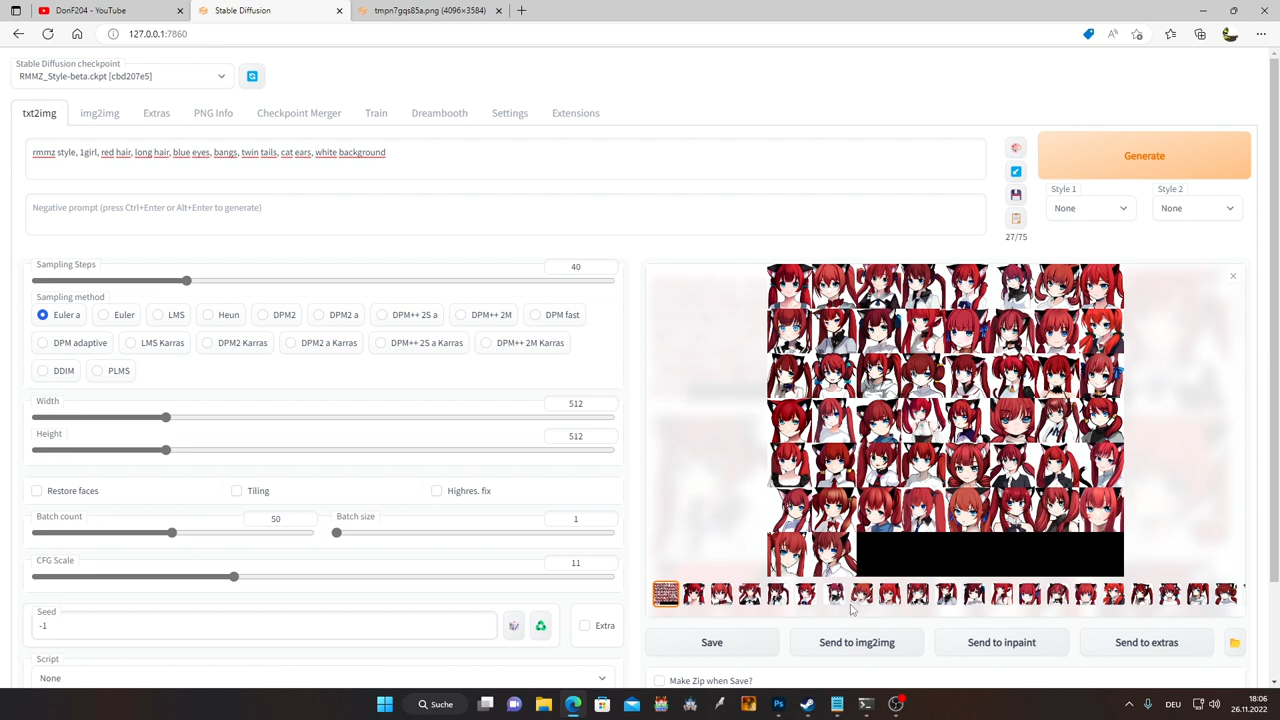 DonF204 - YouTube
Stable Diffusion
tmpn7gqs85a.png (4096×3584)
127.0.0.1:7860
Stable Diffusion checkpoint
RMMZ_Style-beta.ckpt [cbd207e5]
txt2img
img2img
Extras
PNG Info
Checkpoint Merger
Train
Dreambooth
Settings
Extensions
rmmz style, 1girl, red hair, long hair, blue eyes, bangs, twin tails, cat ears, white background
Generate
Style 1
Style 2
None
None
Negative prompt (press Ctrl+Enter or Alt+Enter to generate)
27/75
Sampling Steps
40
Sampling method
Euler a
Euler
LMS
Heun
DPM2
DPM2 a
DPM++ 2S a
DPM++ 2M
DPM fast
DPM adaptive
LMS Karras
DPM2 Karras
DPM2 a Karras
DPM++ 2S a Karras
DPM++ 2M Karras
DDIM
PLMS
Width
512
Height
512
Restore faces
Tiling
Highres. fix
Batch count
50
Batch size
1
CFG Scale
11
Seed
-1
Extra
Script
None
Save
Send to img2img
Send to inpaint
Send to extras
Make Zip when Save?
Suche
DEU
18:06
26.11.2022